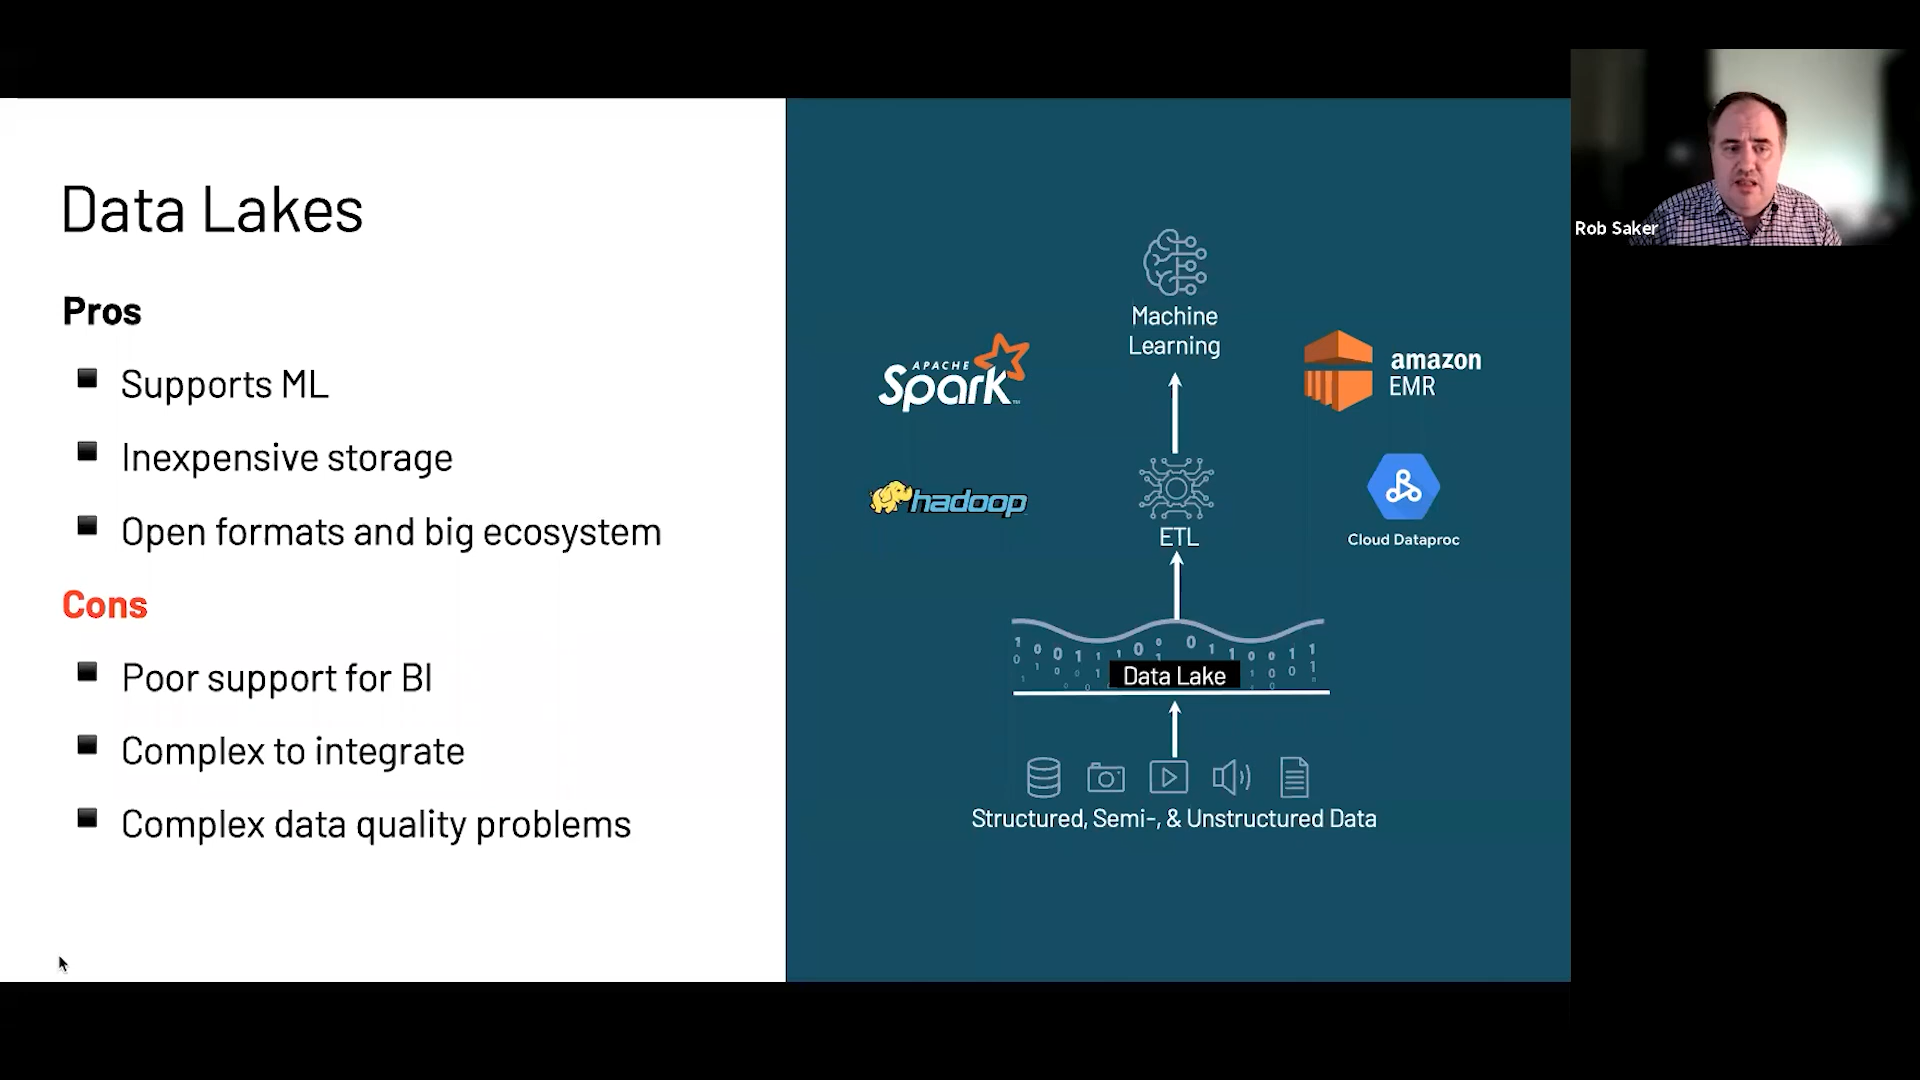 Data Lakes
Pros
Supports ML
Inexpensive storage
Open formats and big ecosystem
Cons
Poor support for BI
Complex to integrate
Complex data quality problems
Machine
Learning
APACHE
Spark
TM
amazon
EMR
hadoop
ETL
Cloud Dataproc
Data Lake
Structured, Semi-, & Unstructured Data
Rob Saker